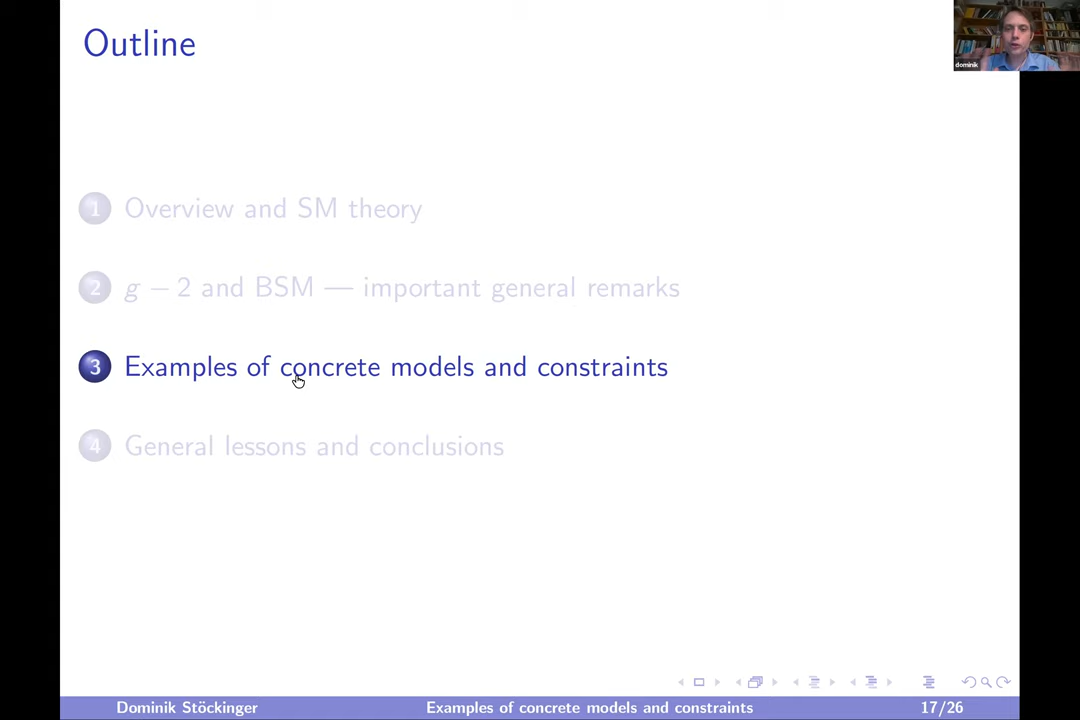 Outline
dominik
1 Overview and SM theory
2 g − 2 and BSM — important general remarks
3 Examples of concrete models and constraints
4 General lessons and conclusions
Dominik Stöckinger Examples of concrete models and constraints 17/26